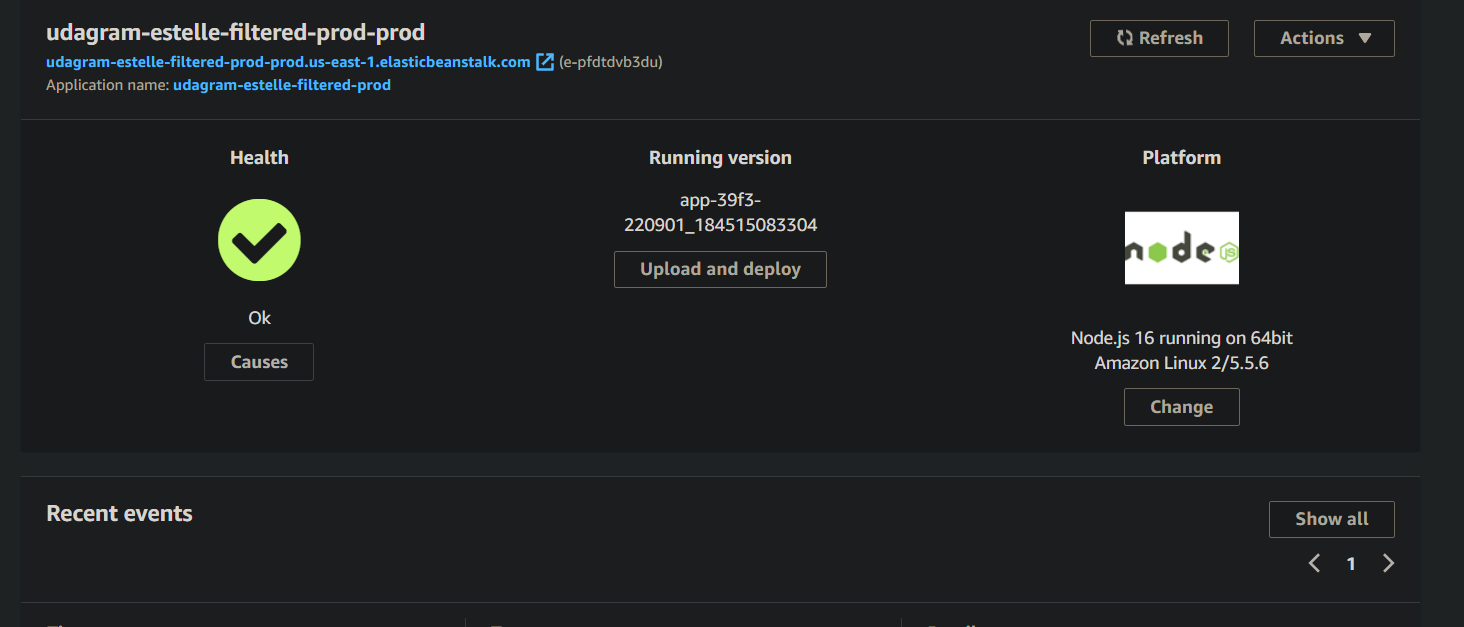 udagram-estelle-filtered-prod-prod
Refresh
Actions
udagram-estelle-filtered-prod-prod.us-east-1.elasticbeanstalk.com (e-pfdtdvb3du)
Application name: udagram-estelle-filtered-prod
Health
Running version
Platform
app-39f3-
220901_184515083304
Upload and deploy
node
JS
Ok
Causes
Node.js 16 running on 64bit
Amazon Linux 2/5.5.6
Change
Recent events
Show all
1